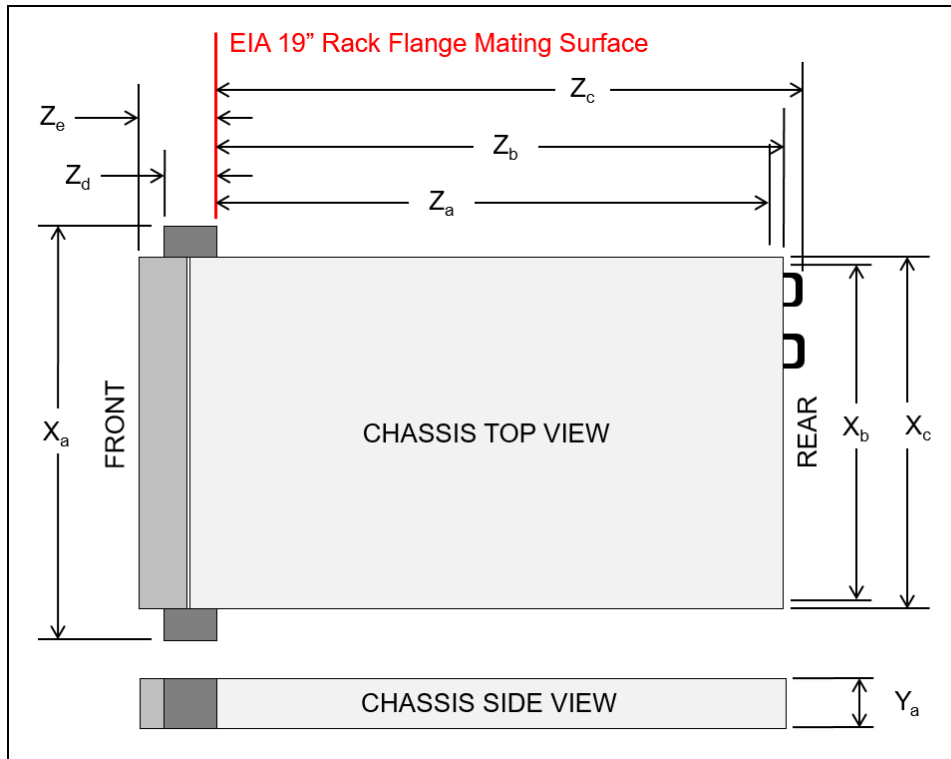 EIA 19” Rack Flange Mating Surface
Zc
Ze
Zb
Zd
Za
FRONT
Xa
CHASSIS TOP VIEW
REAR
Xb
Xc
CHASSIS SIDE VIEW
Ya